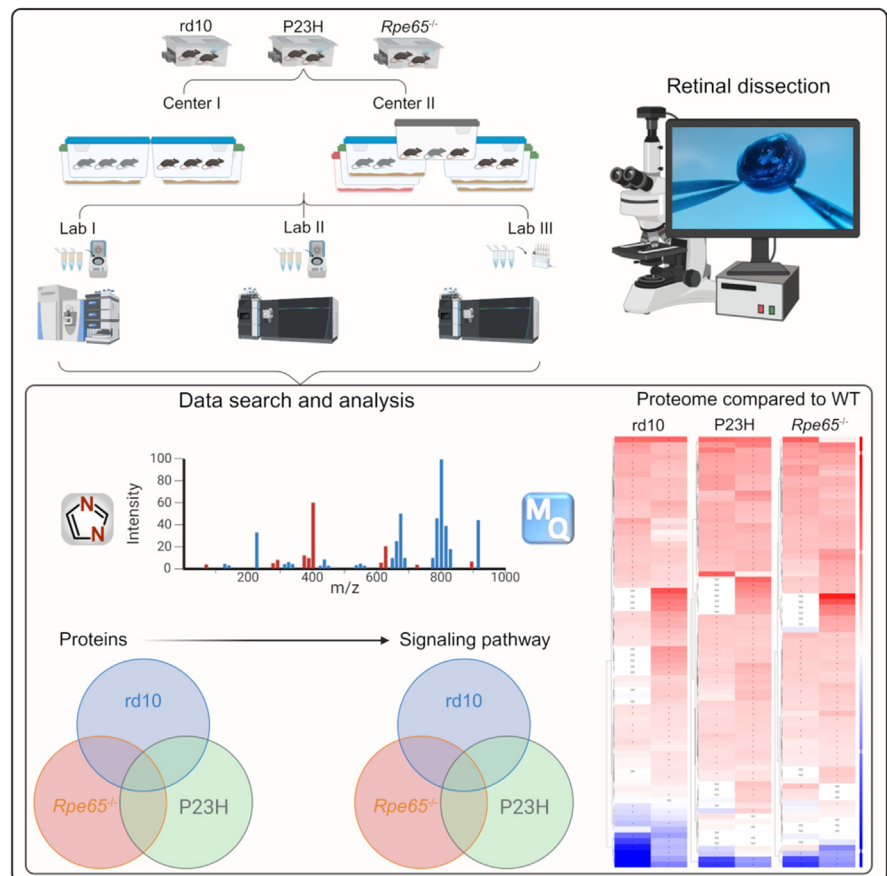 rd10
P23H
Rpe65-/-
Center I
Center II
Retinal dissection
Lab I
Lab II
Lab III
Data search and analysis
Intensity
100
80
60
40
20
0
200
400
600
800
1000
m/z
N
N
M
Q
Proteins
Signaling pathway
rd10
Rpe65-/-
P23H
rd10
Rpe65-/-
P23H
Proteome compared to WT
rd10
P23H
Rpe65-/-